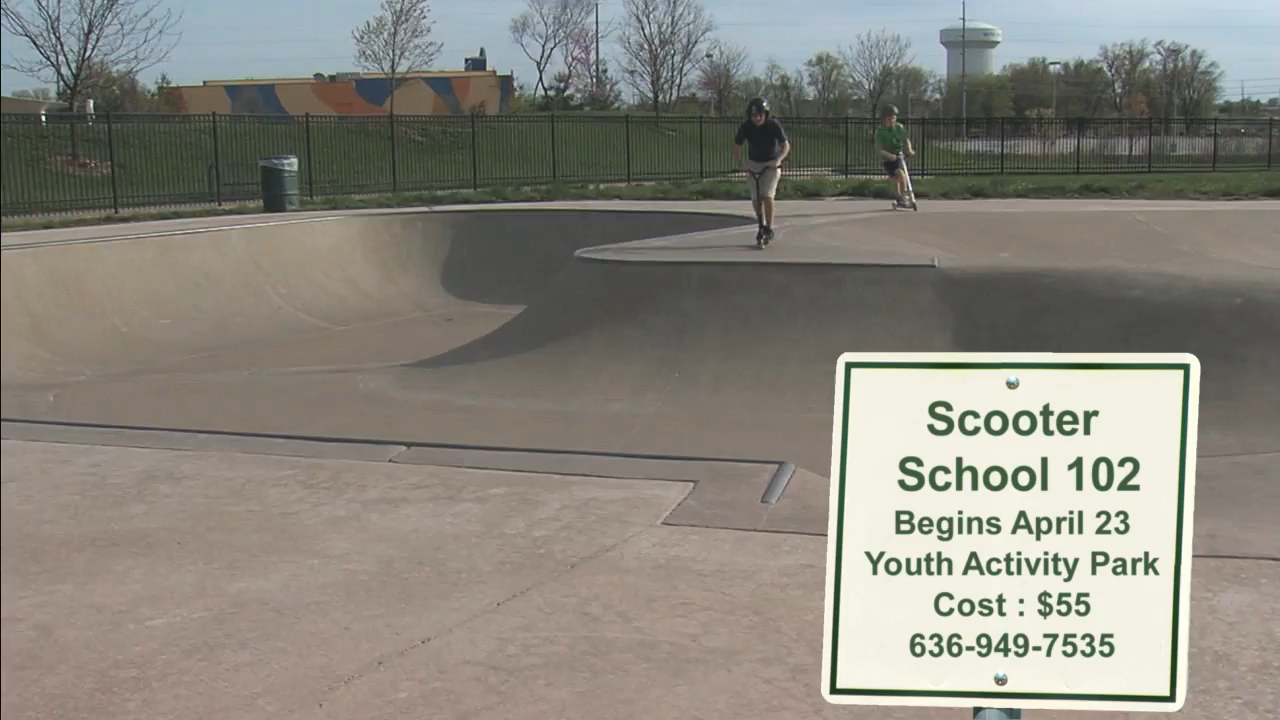 Scooter
School 102
Begins April 23
Youth Activity Park
Cost : $55
636-949-7535